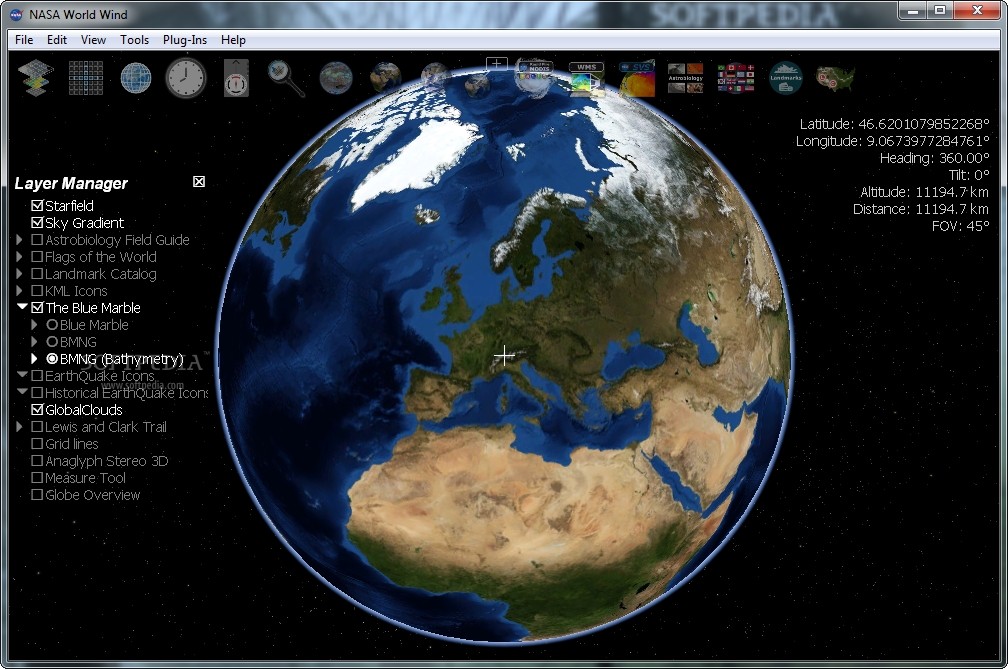 SOFTPEDIA
NASA World Wind
File Edit View Tools Plug-Ins Help
WMS
Astrobiology
Landmarks
Latitude: 46.6201079852268°
Longitude: 9.0673977284761°
Heading: 360.00°
Tilt: 0°
Altitude: 11194.7 km
Distance: 11194.7 km
FOV: 45°
Layer Manager
Starfield
Sky Gradient
Astrobiology Field Guide
Flags of the World
Landmark Catalog
KML Icons
The Blue Marble
Blue Marble
BMNG
BMNG (Bathymetry)
SOFTPEDIA
EarthQuake Icons
www.softpedia.com
Historical EarthQuake Icons
GlobalClouds
Lewis and Clark Trail
Grid lines
Anaglyph Stereo 3D
Measure Tool
Globe Overview